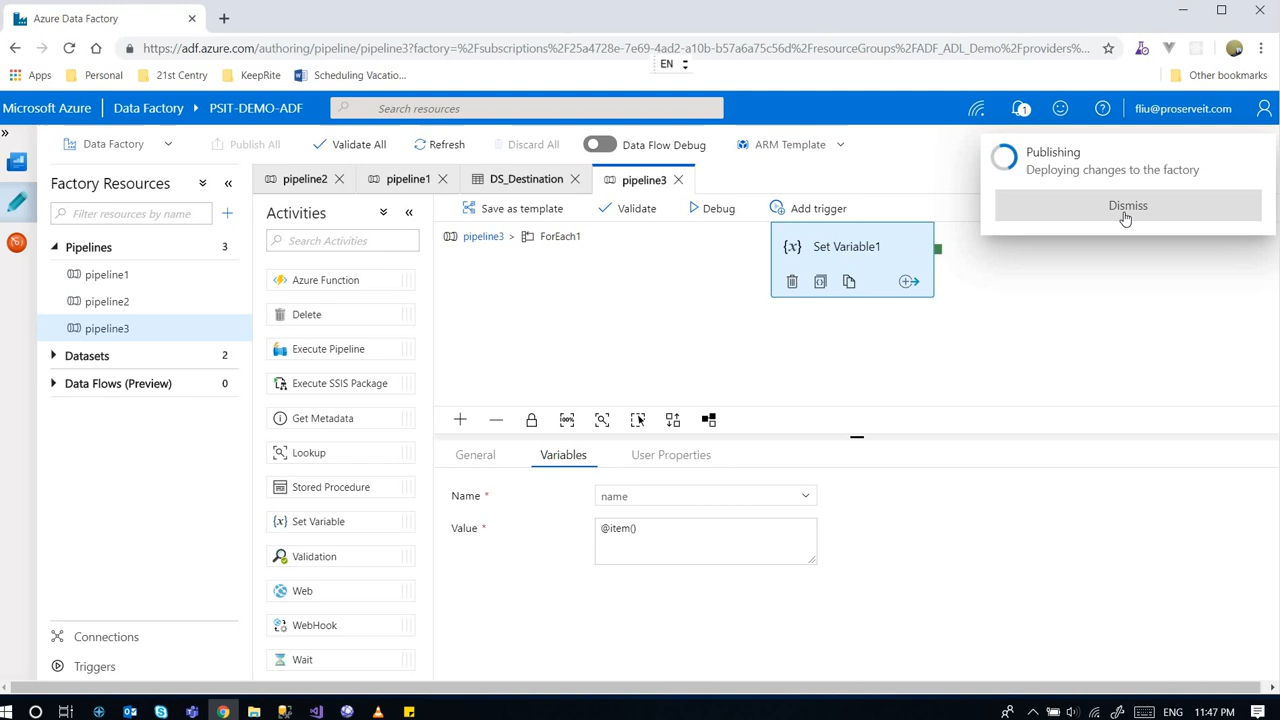 Azure Data Factory
https://adf.azure.com/authoring/pipeline/pipeline3?factory=%2Fsubscriptions%2F25a4728e-7e69-4ad2-a10b-b57a6a75c56d%2FresourceGroups%2FADF_ADL_Demo%2Fproviders%2...
Apps
Personal
21st Centry
KeepRite
Scheduling Vacatio...
EN
Other bookmarks
Microsoft Azure
Data Factory
PSIT-DEMO-ADF
Search resources
1
fliu@proserveit.com
Data Factory
Publish All
Validate All
Refresh
Discard All
Data Flow Debug
ARM Template
Publishing
Deploying changes to the factory
Dismiss
Factory Resources
Filter resources by name
Pipelines 3
pipeline1
pipeline2
pipeline3
Datasets 2
Data Flows (Preview) 0
Connections
Triggers
pipeline2
pipeline1
DS_Destination
pipeline3
Activities
Search Activities
Azure Function
Delete
Execute Pipeline
Execute SSIS Package
Get Metadata
Lookup
Stored Procedure
Set Variable
Validation
Web
WebHook
Wait
Save as template
Validate
Debug
Add trigger
pipeline3 > ForEach1
{x} Set Variable1
100%
General
Variables
User Properties
Name *
name
Value *
@item()
ENG
11:47 PM